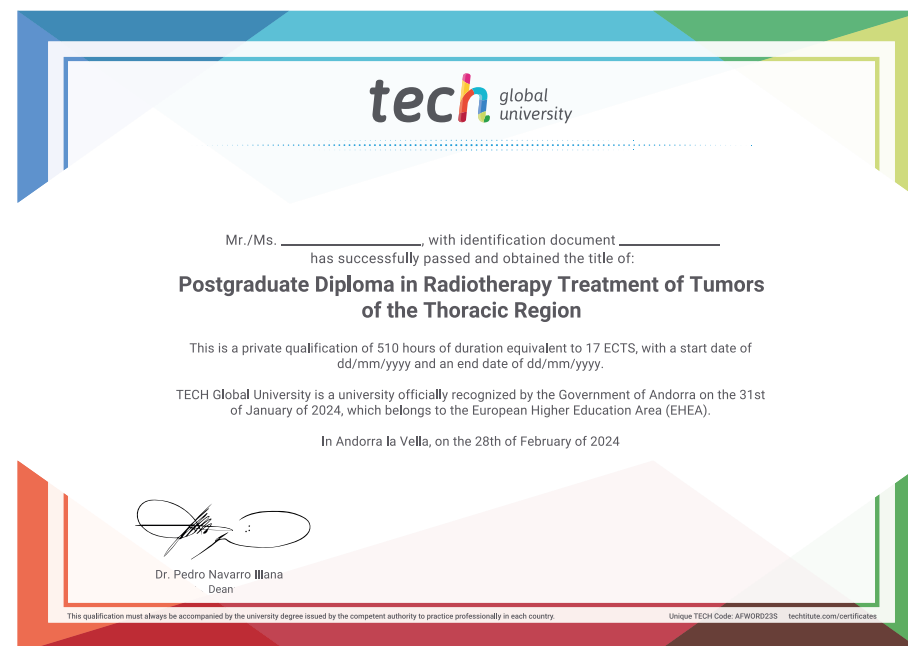 tech global university
Mr./Ms. ____________________, with identification document ______________
has successfully passed and obtained the title of:
Postgraduate Diploma in Radiotherapy Treatment of Tumors
of the Thoracic Region
This is a private qualification of 510 hours of duration equivalent to 17 ECTS, with a start date of
dd/mm/yyyy and an end date of dd/mm/yyyy.
TECH Global University is a university officially recognized by the Government of Andorra on the 31st
of January of 2024, which belongs to the European Higher Education Area (EHEA).
In Andorra la Vella, on the 28th of February of 2024
Dr. Pedro Navarro Illana
Dean
This qualification must always be accompanied by the university degree issued by the competent authority to practice professionally in each country. Unique TECH Code: AFWORD23S techtitute.com/certificates